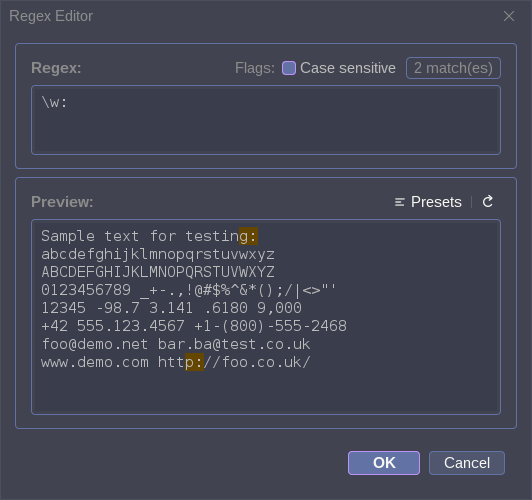 Regex Editor
Regex:
Flags: Case sensitive 2 match(es)
\w:
Preview:
Presets
Sample text for testing:
abcdefghijklmnopqrstuvwxyz
ABCDEFGHIJKLMNOPQRSTUVWXYZ
0123456789 _+-.,!@#$%^&*();/|<>"'
12345 -98.7 3.141 .6180 9,000
+42 555.123.4567 +1-(800)-555-2468
foo@demo.net bar.ba@test.co.uk
www.demo.com http://foo.co.uk/
OK
Cancel